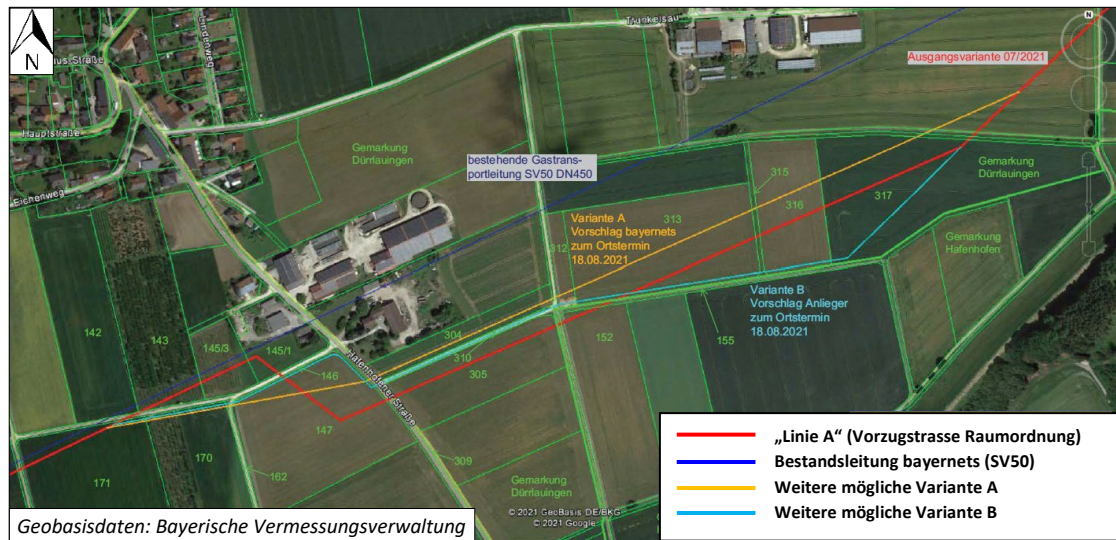 N
Lindenweg
Trunkelsau
N
Straße
Ausgangsvariante 07/2021
Hauptstraße
Gemarkung
Dürrlauingen
bestehende Gastrans-
portleitung SV50 DN450
Gemarkung
Dürrlauingen
Eichenweg
315
316
317
313
Variante A
Vorschlag bayernets
zum Ortstermin
18.08.2021
312
Gemarkung
Hafenhofen
Variante B
Vorschlag Anlieger
zum Ortstermin
18.08.2021
142
143
145/3
145/1
304
152
155
146
310
305
Hafenhofener Straße
147
170
171
162
309
Gemarkung
Dürrlauingen
© 2021 GeoBasis-DE/BKG
© 2021 Google
„Linie A“ (Vorzugstrasse Raumordnung)
Bestandsleitung bayernets (SV50)
Weitere mögliche Variante A
Weitere mögliche Variante B
Geobasisdaten: Bayerische Vermessungsverwaltung